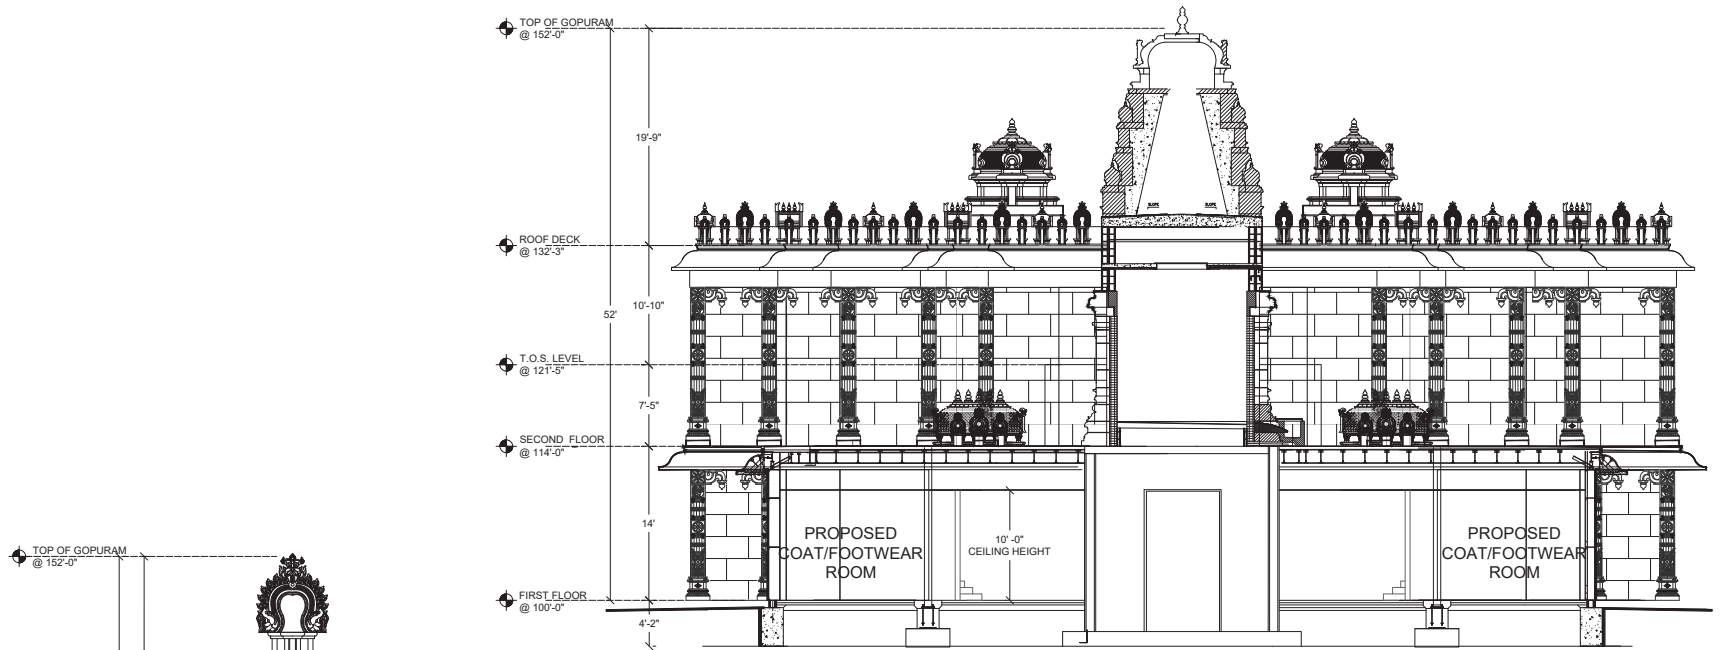 TOP OF GOPURAM
@ 152'-0"
19'-9"
SLOPE SLOPE
ROOF DECK
@ 132'-3"
10'-10"
52'
T.O.S. LEVEL
@ 121'-5"
7'-5"
SECOND FLOOR
@ 114'-0"
14'
PROPOSED
COAT/FOOTWEAR
ROOM
10' -0"
CEILING HEIGHT
PROPOSED
COAT/FOOTWEAR
ROOM
FIRST FLOOR
@ 100'-0"
4'-2"
TOP OF GOPURAM
@ 152'-0"